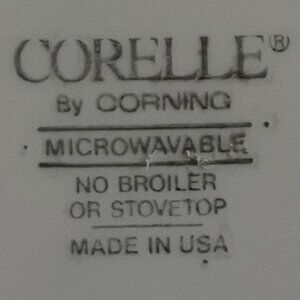 CORELLE®
By CORNING
MICROWAVABLE
NO BROILER
OR STOVETOP
MADE IN USA